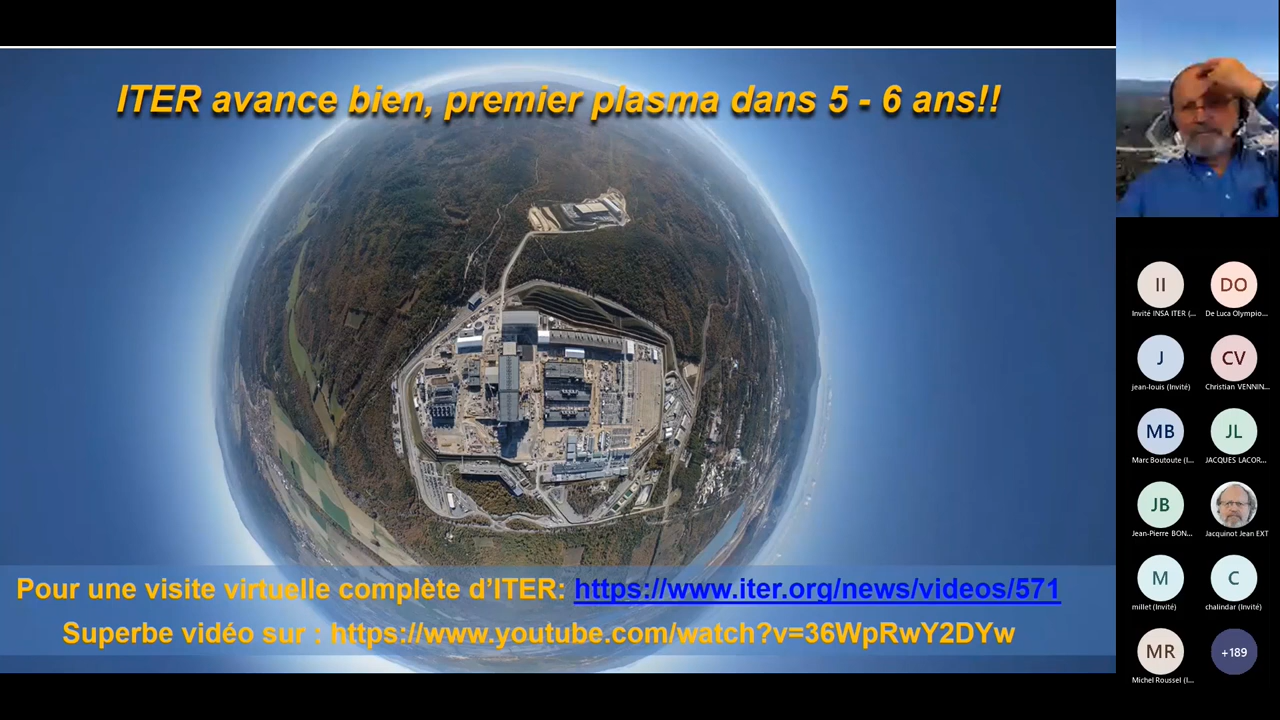 ITER avance bien, premier plasma dans 5 - 6 ans!!
Pour une visite virtuelle complète d'ITER: https://www.iter.org/news/videos/571
Superbe vidéo sur : https://www.youtube.com/watch?v=36WpRwY2DYw
II
DO
Invité INSA ITER (...
De Luca Olympio...
J
CV
jean-louis (Invité)
Christian VENNIN...
MB
JL
Marc Boutoute (I...
JACQUES LACOR...
JB
Jean-Pierre BON...
Jacquinot Jean EXT
M
C
millet (Invité)
chalindar (Invité)
MR
+189
Michel Roussel (I...